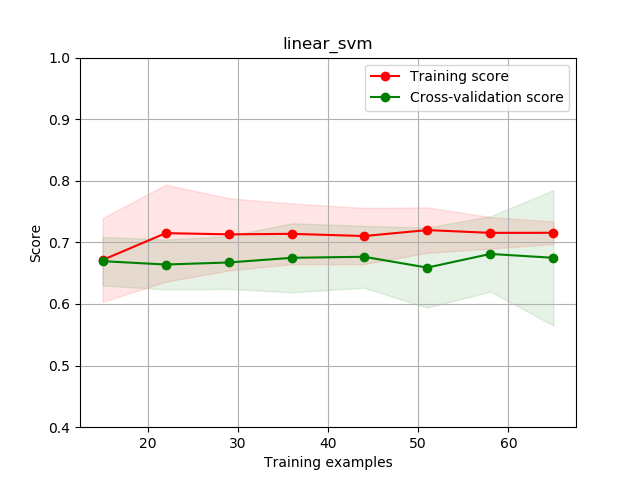 linear_svm
1.0
0.9
0.8
0.7
0.6
0.5
0.4
Score
Training score
Cross-validation score
20 30 40 50 60
Training examples